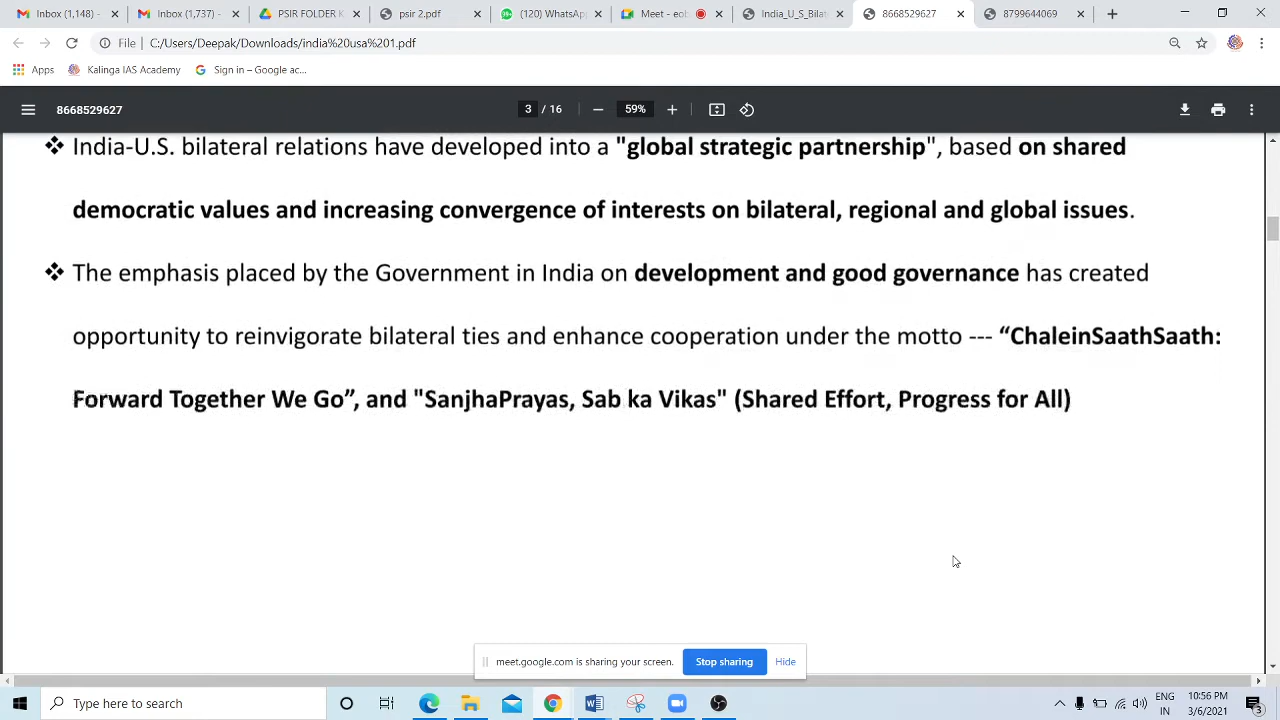 Inbox (1,148) -
Inbox (1,737) -
PSIR FOLDER K
psir 2.pdf
(120) WhatsApp
Meet - eob
India_U_S_Bilat
8668529627
8799644069
File | C:/Users/Deepak/Downloads/india%20usa%201.pdf
Apps Kalinga IAS Academy Sign in – Google ac...
8668529627 3 / 16 59%
❖ India-U.S. bilateral relations have developed into a "global strategic partnership", based on shared
democratic values and increasing convergence of interests on bilateral, regional and global issues.
❖ The emphasis placed by the Government in India on development and good governance has created
opportunity to reinvigorate bilateral ties and enhance cooperation under the motto --- “ChaleinSaathSaath:
Forward Together We Go”, and "SanjhaPrayas, Sab ka Vikas" (Shared Effort, Progress for All)
meet.google.com is sharing your screen. Stop sharing Hide
Type here to search
ENG
IN
10:56 PM
3/6/2021
3